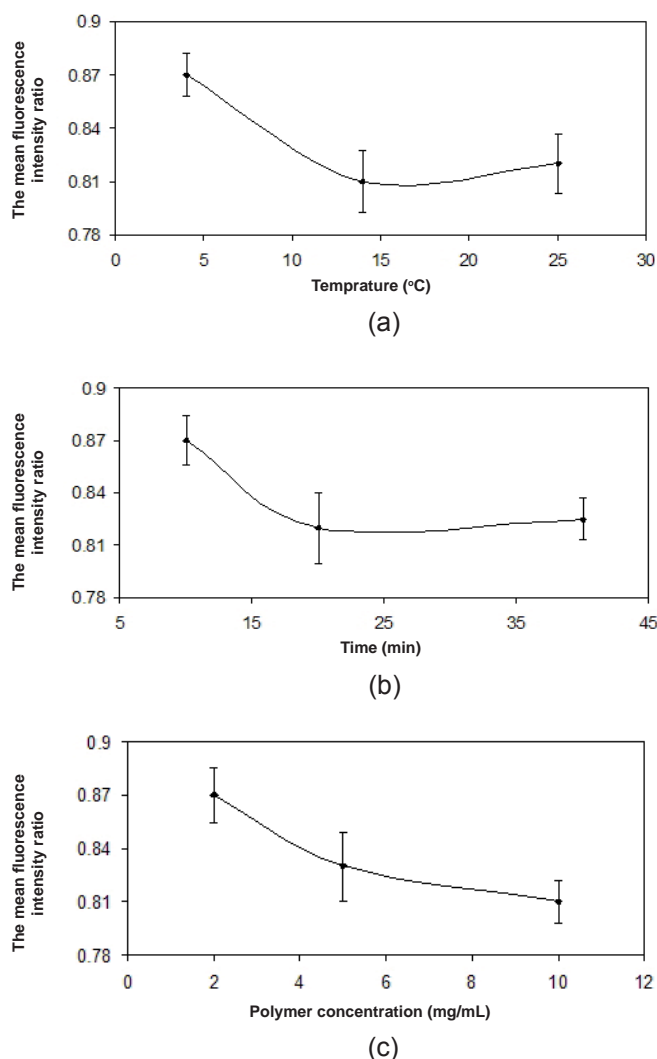 The mean fluorescence
intensity ratio
0.9
0.87
0.84
0.81
0.78
0 5 10 15 20 25 30
Temprature (°C)
(a)
The mean fluorescence
intensity ratio
0.9
0.87
0.84
0.81
0.78
5 15 25 35 45
Time (min)
(b)
The mean fluorescence
intensity ratio
0.9
0.87
0.84
0.81
0.78
0 2 4 6 8 10 12
Polymer concentration (mg/mL)
(c)